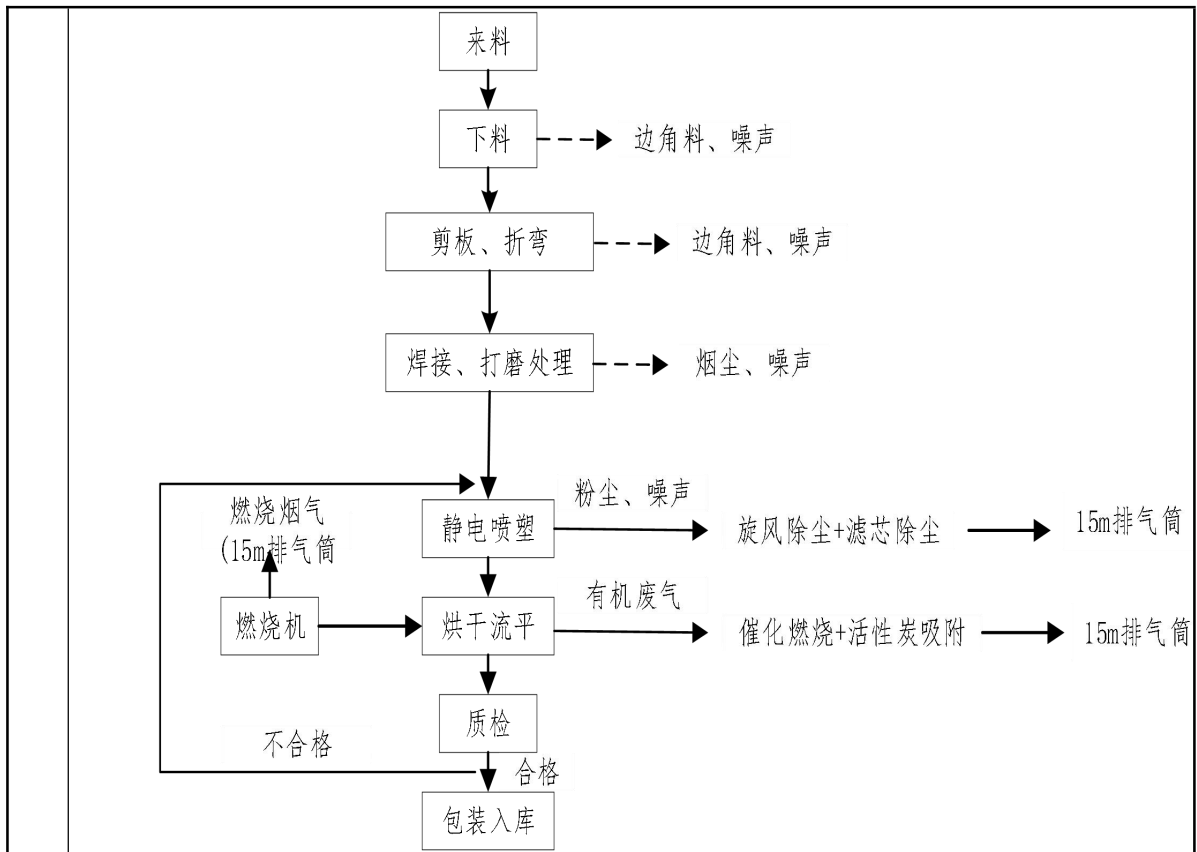 来料
下料
边角料、噪声
剪板、折弯
边角料、噪声
焊接、打磨处理
烟尘、噪声
粉尘、噪声
燃烧烟气
(15m排气筒
静电喷塑
旋风除尘+滤芯除尘
15m排气筒
有机废气
燃烧机
烘干流平
催化燃烧+活性炭吸附
15m排气筒
质检
不合格
合格
包装入库